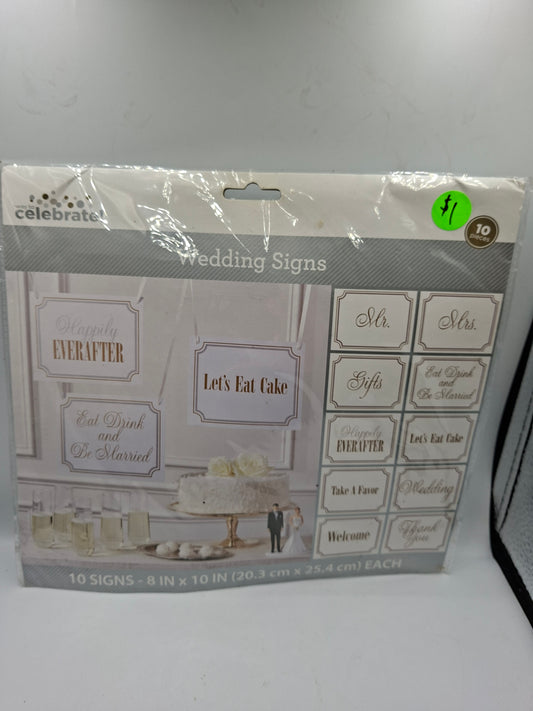 celebrate!
$1
10
pieces
Wedding Signs
Happily
EVERAFTER
Let's Eat Cake
Eat Drink
and
Be Married
Mr.
Mrs.
Gifts
Eat Drink
and
Be Married
Happily
EVERAFTER
Let's Eat Cake
Take A Favor
Wedding
Welcome
Thank
You
10 SIGNS - 8 IN x 10 IN (20.3 cm x 25.4 cm) EACH